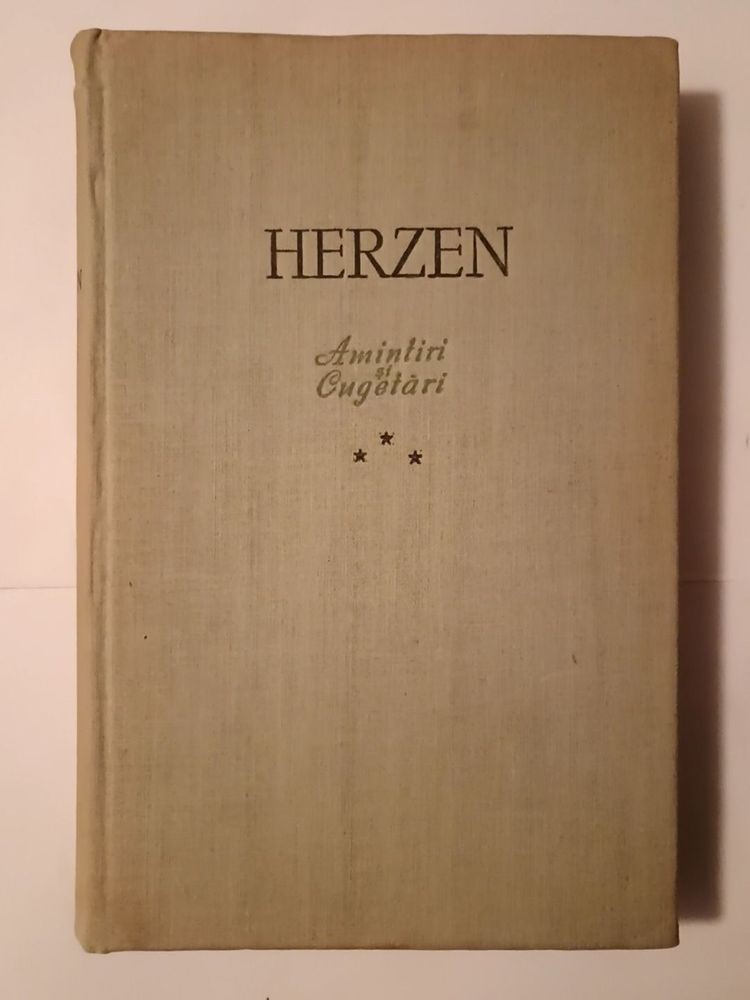 HERZEN
Amintiri
și
Cugetări